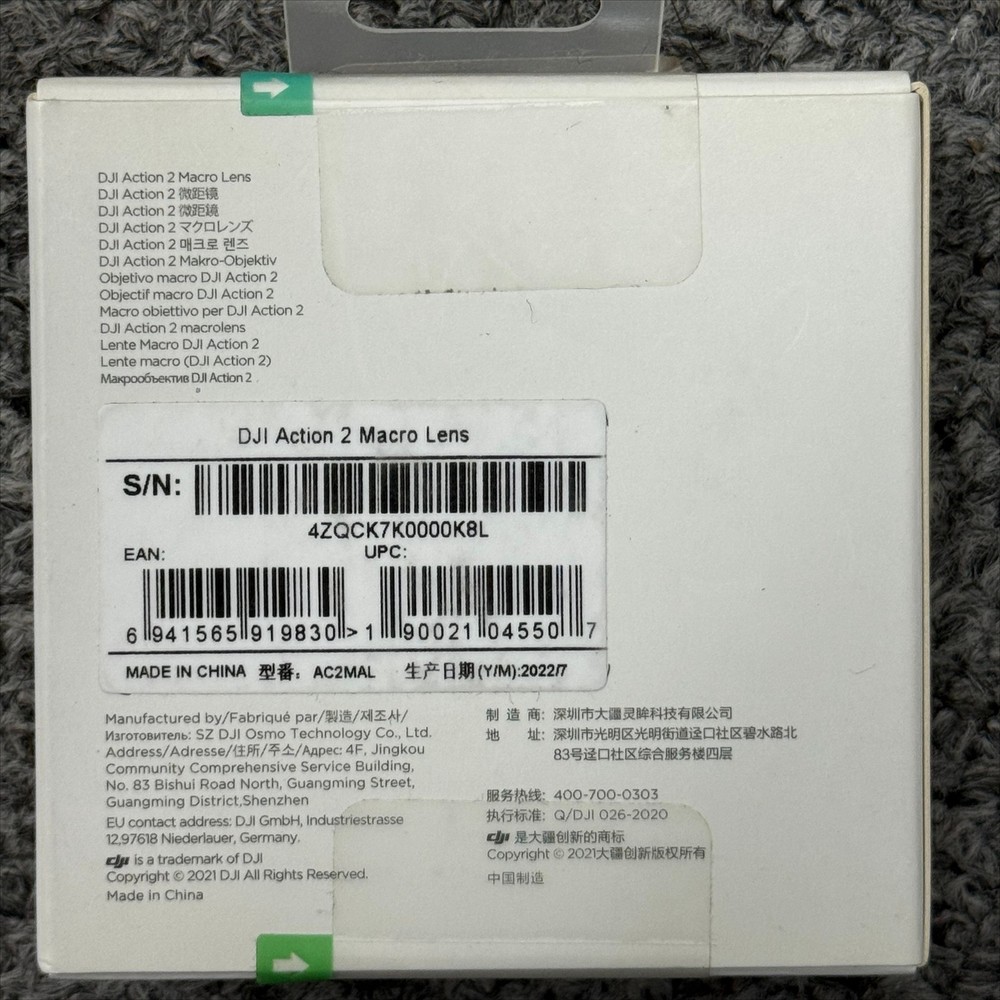 DJI Action 2 Macro Lens
DJI Action 2 微距镜
DJI Action 2 微距鏡
DJI Action 2 マクロレンズ
DJI Action 2 매크로 렌즈
DJI Action 2 Makro-Objektiv
Objetivo macro DJI Action 2
Objectif macro DJI Action 2
Macro obiettivo per DJI Action 2
DJI Action 2 macrolens
Lente Macro DJI Action 2
Lente macro (DJI Action 2)
Макрообъектив DJI Action 2
DJI Action 2 Macro Lens
S/N:
4ZQCK7K0000K8L
EAN: UPC:
6 941565 919830 > 1 90021 04550 7
MADE IN CHINA 型番: AC2MAL 生产日期(Y/M):2022/7
Manufactured by/Fabriqué par/製造/제조사/
Изготовитель: SZ DJI Osmo Technology Co., Ltd.
Address/Adresse/住所/주소/Адрес: 4F, Jingkou
Community Comprehensive Service Building,
No. 83 Bishui Road North, Guangming Street,
Guangming District,Shenzhen
EU contact address: DJI GmbH, Industriestrasse
12,97618 Niederlauer, Germany.
dji is a trademark of DJI
Copyright © 2021 DJI All Rights Reserved.
Made in China
制 造 商: 深圳市大疆灵眸科技有限公司
地 址: 深圳市光明区光明街道迳口社区碧水路北
83号迳口社区综合服务楼四层
服务热线: 400-700-0303
执行标准: Q/DJI 026-2020
dji 是大疆创新的商标
Copyright © 2021大疆创新版权所有
中国制造